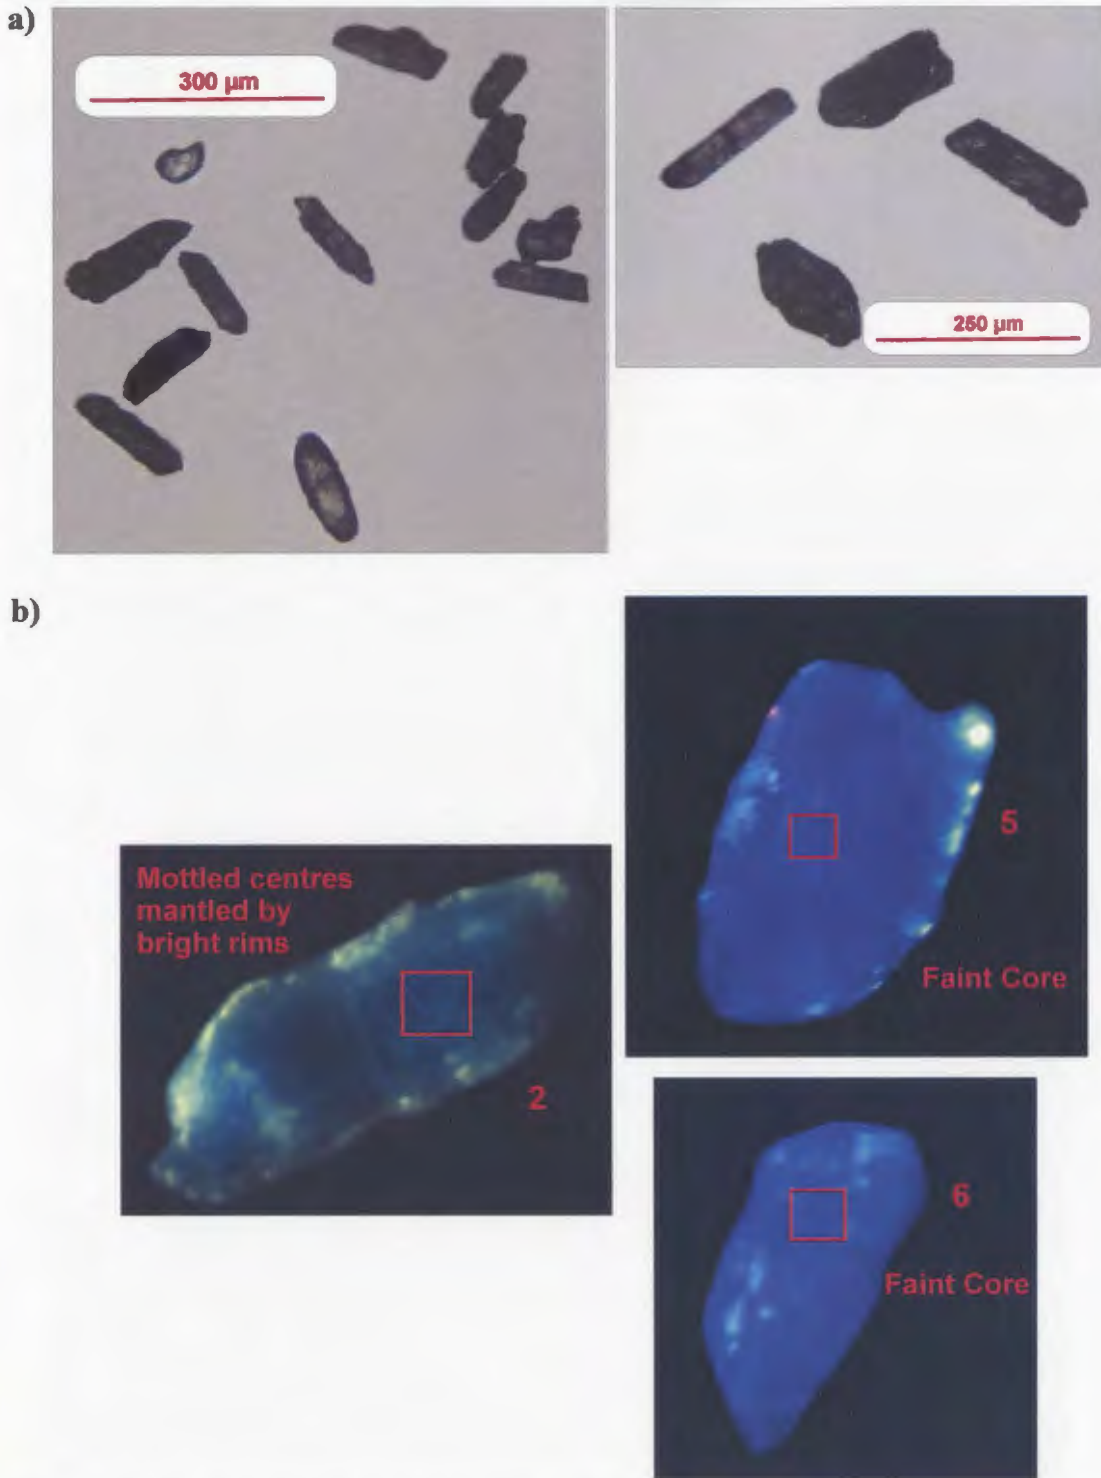 a)
300 µm
250 µm
b)
5
Faint Core
Mottled centres
mantled by
bright rims
2
6
Faint Core